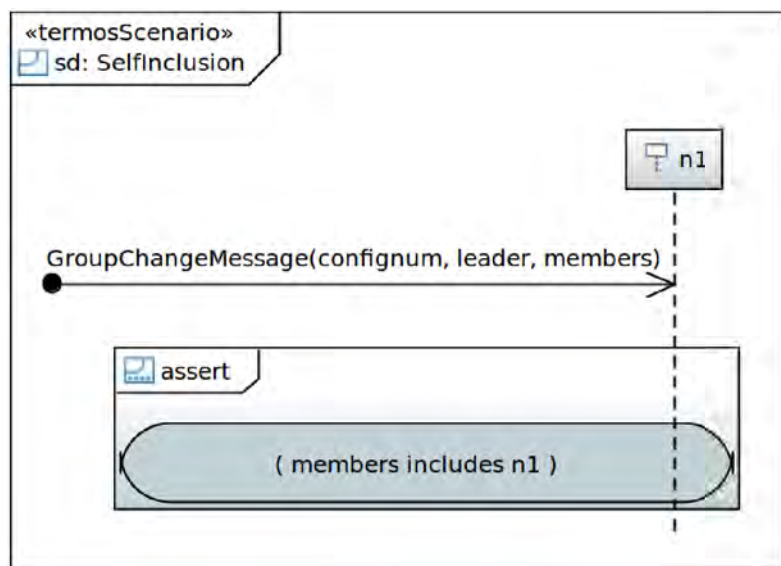 «termosScenario»
sd: SelfInclusion
n1
GroupChangeMessage(confignum, leader, members)
assert
( members includes n1 )